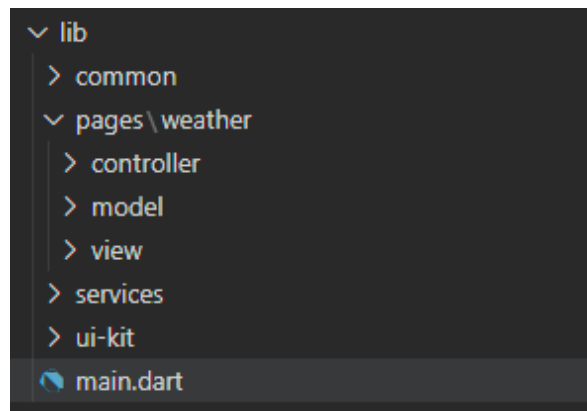 lib
common
pages\weather
controller
model
view
services
ui-kit
main.dart